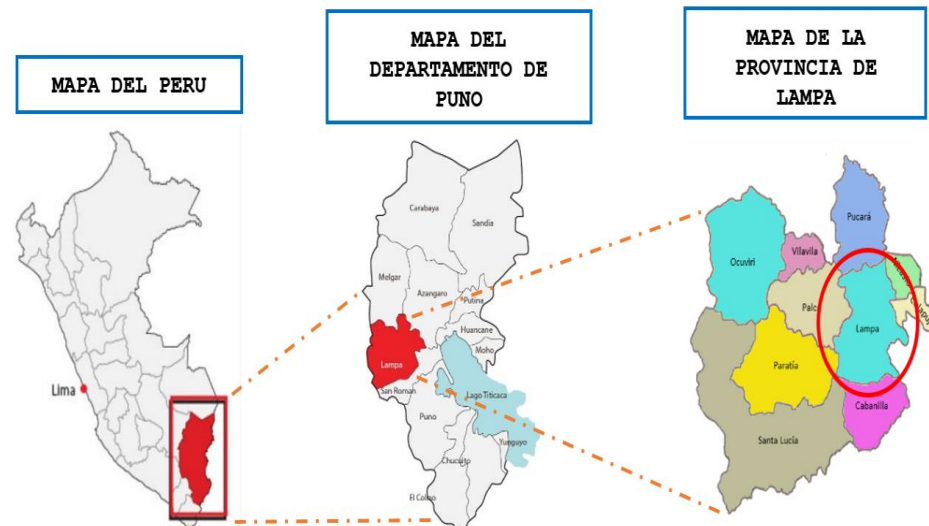 MAPA DEL PERU
MAPA DEL
DEPARTAMENTO DE
PUNO
MAPA DE LA
PROVINCIA DE
LAMPA
Lima
Carabaya
Sandia
Melgar
Azangaro
Putina
Huancane
Moho
Lampa
San Roman
Lago Titicaca
Puno
Yunguyo
Chucuito
El Collao
Pucará
Ocuviri
Vilavila
Palca
Lampa
Paratía
Cabanilla
Santa Lucía